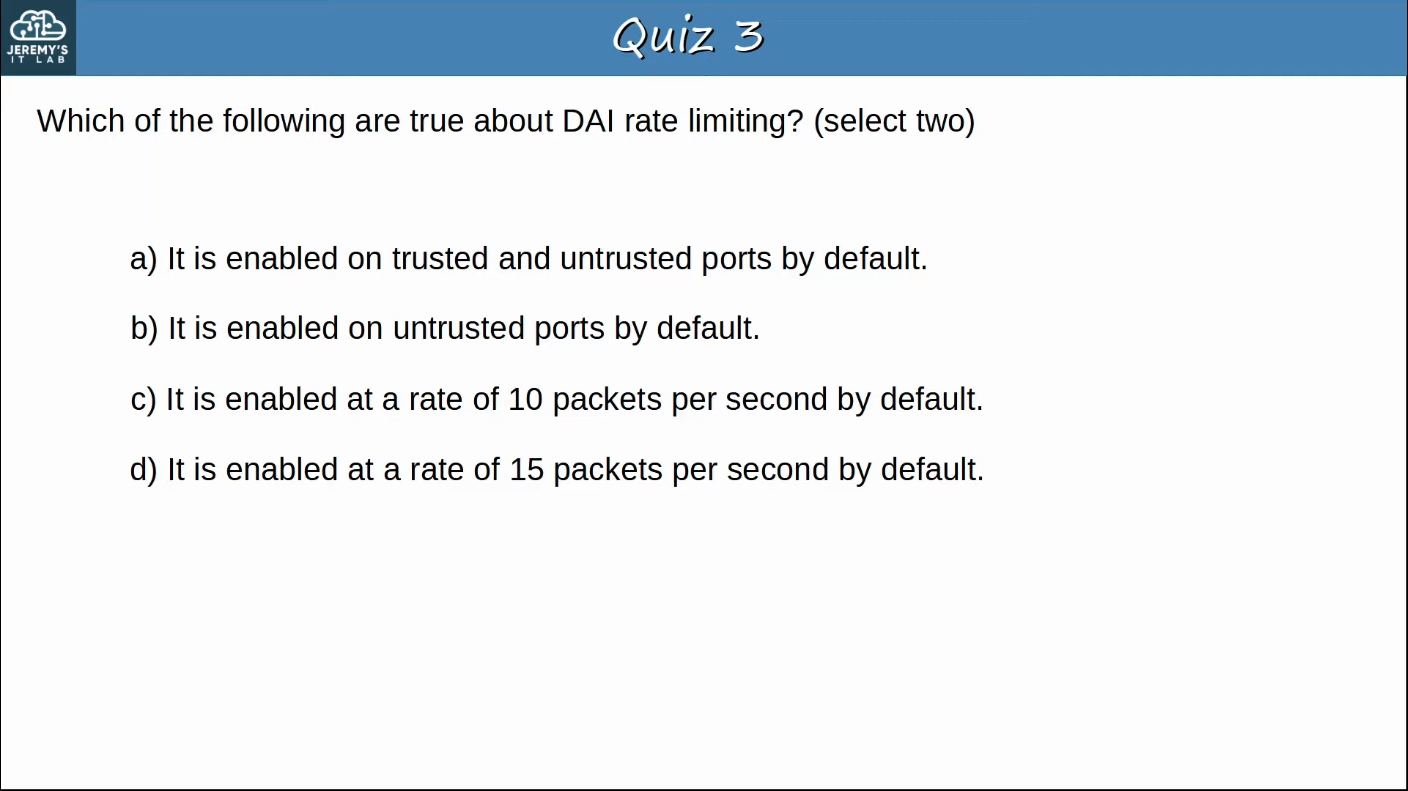 JEREMY'S
IT LAB
Quiz 3
Which of the following are true about DAI rate limiting? (select two)
a) It is enabled on trusted and untrusted ports by default.
b) It is enabled on untrusted ports by default.
c) It is enabled at a rate of 10 packets per second by default.
d) It is enabled at a rate of 15 packets per second by default.